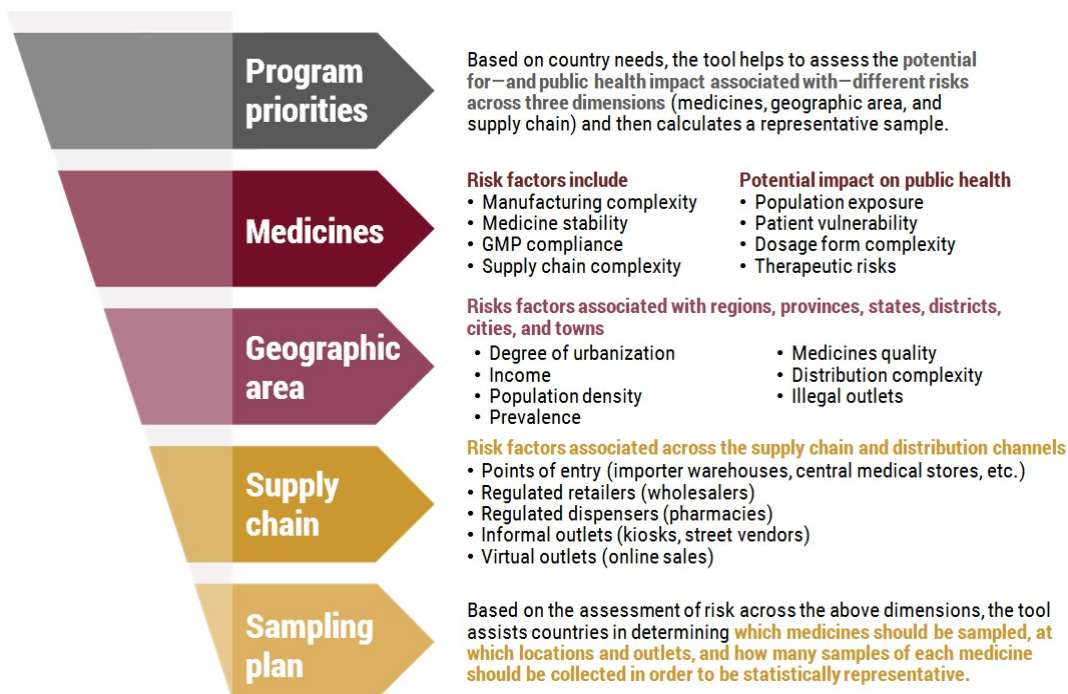 Program
priorities
Based on country needs, the tool helps to assess the potential
for—and public health impact associated with—different risks
across three dimensions (medicines, geographic area, and
supply chain) and then calculates a representative sample.
Medicines
Risk factors include
• Manufacturing complexity
• Medicine stability
• GMP compliance
• Supply chain complexity
Potential impact on public health
• Population exposure
• Patient vulnerability
• Dosage form complexity
• Therapeutic risks
Geographic
area
Risks factors associated with regions, provinces, states, districts,
cities, and towns
• Degree of urbanization
• Income
• Population density
• Prevalence
• Medicines quality
• Distribution complexity
• Illegal outlets
Supply
chain
Risk factors associated across the supply chain and distribution channels
• Points of entry (importer warehouses, central medical stores, etc.)
• Regulated retailers (wholesalers)
• Regulated dispensers (pharmacies)
• Informal outlets (kiosks, street vendors)
• Virtual outlets (online sales)
Sampling
plan
Based on the assessment of risk across the above dimensions, the tool
assists countries in determining which medicines should be sampled, at
which locations and outlets, and how many samples of each medicine
should be collected in order to be statistically representative.